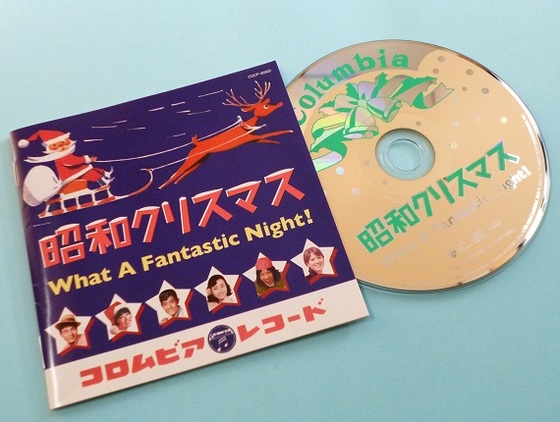 昭和クリスマス
What A Fantastic Night!
コロムビア レコード
Columbia
昭和クリスマス
What A Fantastic Night!